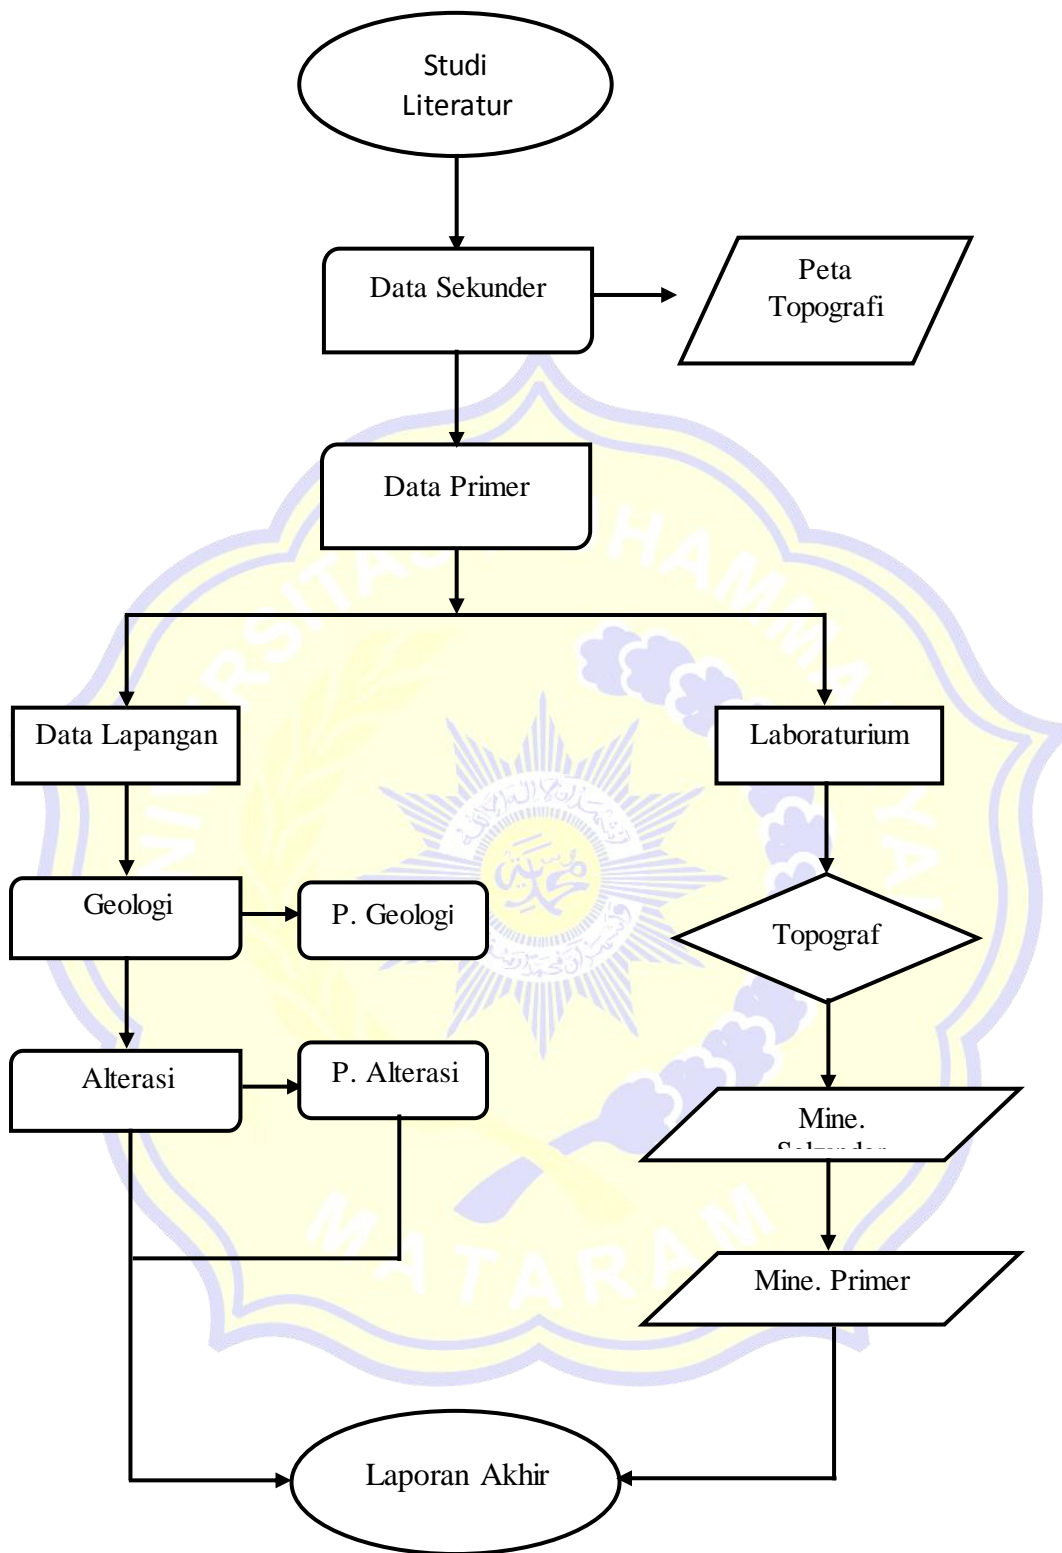 Studi
Literatur
Data Sekunder
Peta
Topografi
Data Primer
Data Lapangan
Laboraturium
Geologi
P. Geologi
Topograf
Alterasi
P. Alterasi
Mine.
Mine. Primer
Laporan Akhir
MATARAM